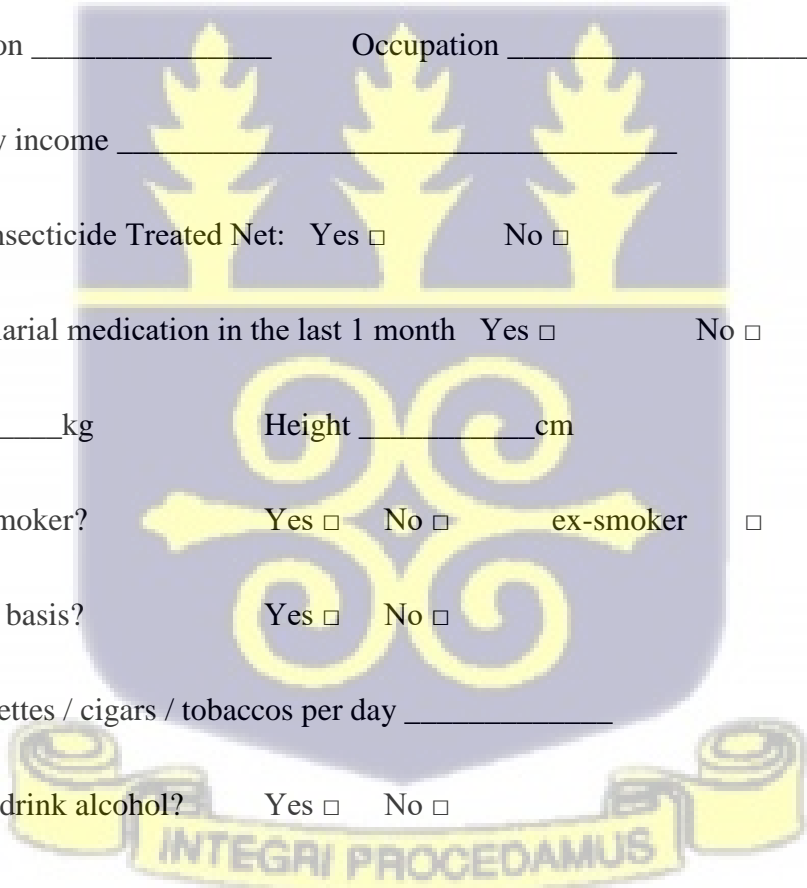 on _______________ Occupation ___________________
y income ___________________________________
nsecticide Treated Net: Yes □ No □
larial medication in the last 1 month Yes □ No □
____kg Height ___________cm
moker? Yes □ No □ ex-smoker □
basis? Yes □ No □
ettes / cigars / tobaccos per day _____________
drink alcohol? Yes □ No □
INTEGRI PROCEDAMUS